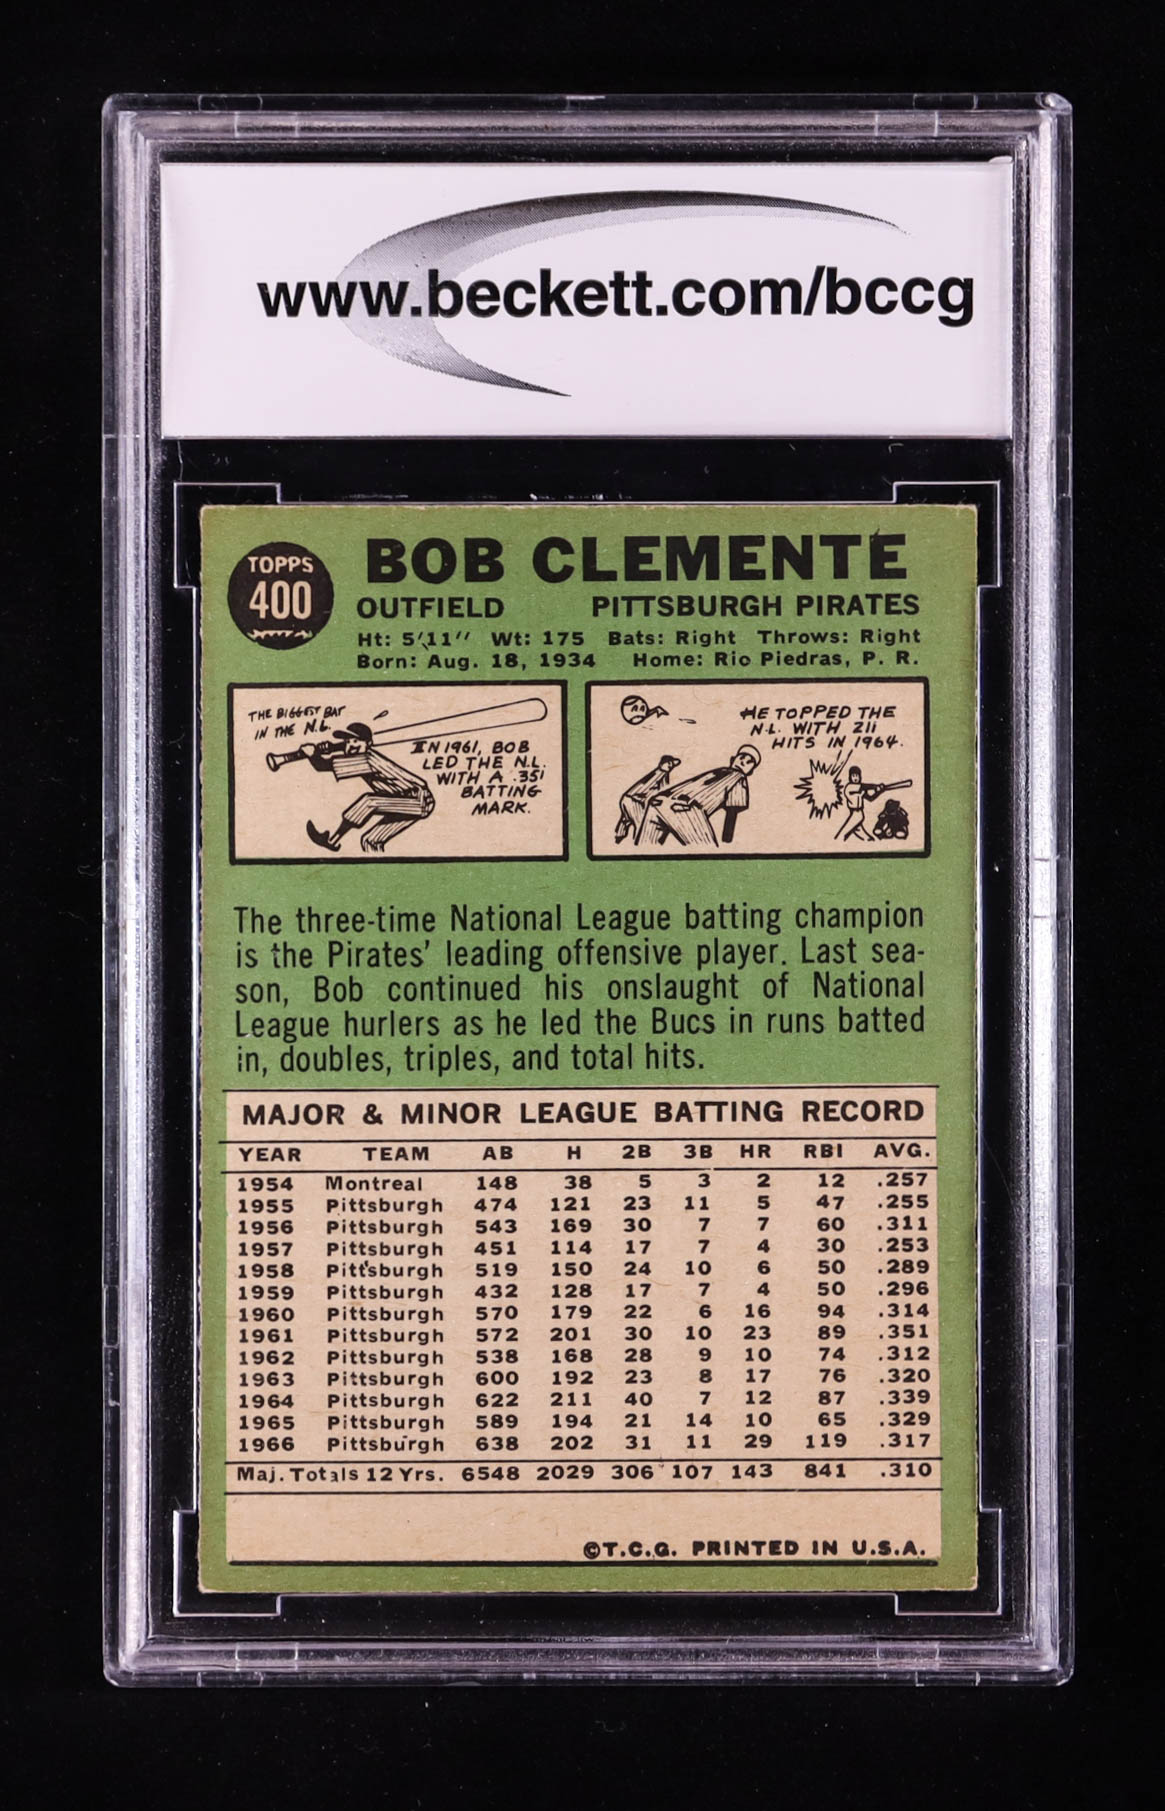 www.beckett.com/bccg
TOPPS
400
BOB CLEMENTE
OUTFIELD PITTSBURGH PIRATES
Ht: 5'11" Wt: 175 Bats: Right Throws: Right
Born: Aug. 18, 1934 Home: Rio Piedras, P. R.
THE BIGGEST BAT
IN THE N.L.
IN 1961, BOB
LED THE N.L.
WITH A .351
BATTING
MARK.
HE TOPPED THE
N.L. WITH 211
HITS IN 1964.
The three-time National League batting champion
is the Pirates' leading offensive player. Last sea-
son, Bob continued his onslaught of National
League hurlers as he led the Bucs in runs batted
in, doubles, triples, and total hits.
MAJOR & MINOR LEAGUE BATTING RECORD
YEAR TEAM AB H 2B 3B HR RBI AVG.
1954 Montreal 148 38 5 3 2 12 .257
1955 Pittsburgh 474 121 23 11 5 47 .255
1956 Pittsburgh 543 169 30 7 7 60 .311
1957 Pittsburgh 451 114 17 7 4 30 .253
1958 Pittsburgh 519 150 24 10 6 50 .289
1959 Pittsburgh 432 128 17 7 4 50 .296
1960 Pittsburgh 570 179 22 6 16 94 .314
1961 Pittsburgh 572 201 30 10 23 89 .351
1962 Pittsburgh 538 168 28 9 10 74 .312
1963 Pittsburgh 600 192 23 8 17 76 .320
1964 Pittsburgh 622 211 40 7 12 87 .339
1965 Pittsburgh 589 194 21 14 10 65 .329
1966 Pittsburgh 638 202 31 11 29 119 .317
Maj. Totals 12 Yrs. 6548 2029 306 107 143 841 .310
©T.C.G. PRINTED IN U.S.A.